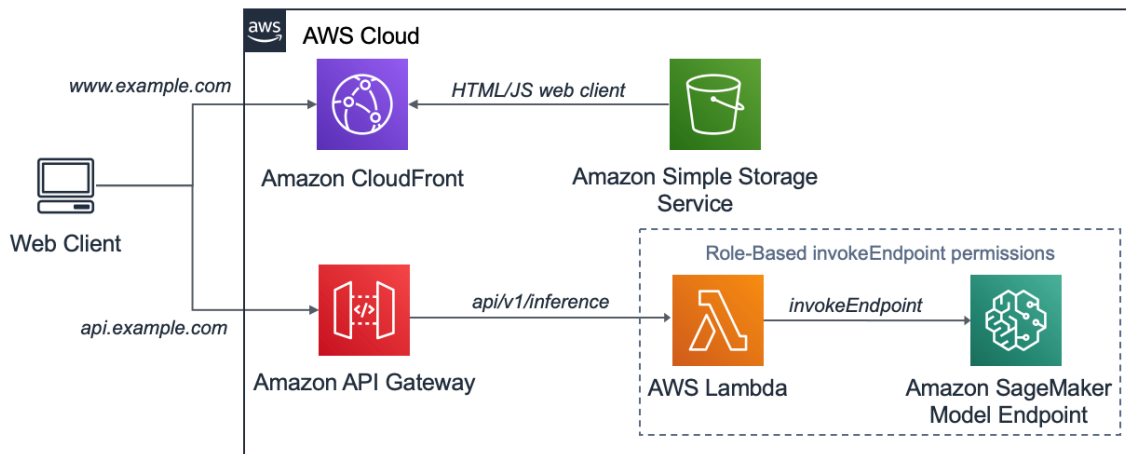 aws
AWS Cloud
www.example.com
HTML/JS web client
Amazon CloudFront
Amazon Simple Storage
Service
Web Client
Role-Based invokeEndpoint permissions
api.example.com
</>
api/v1/inference
invokeEndpoint
Amazon API Gateway
AWS Lambda
Amazon SageMaker
Model Endpoint